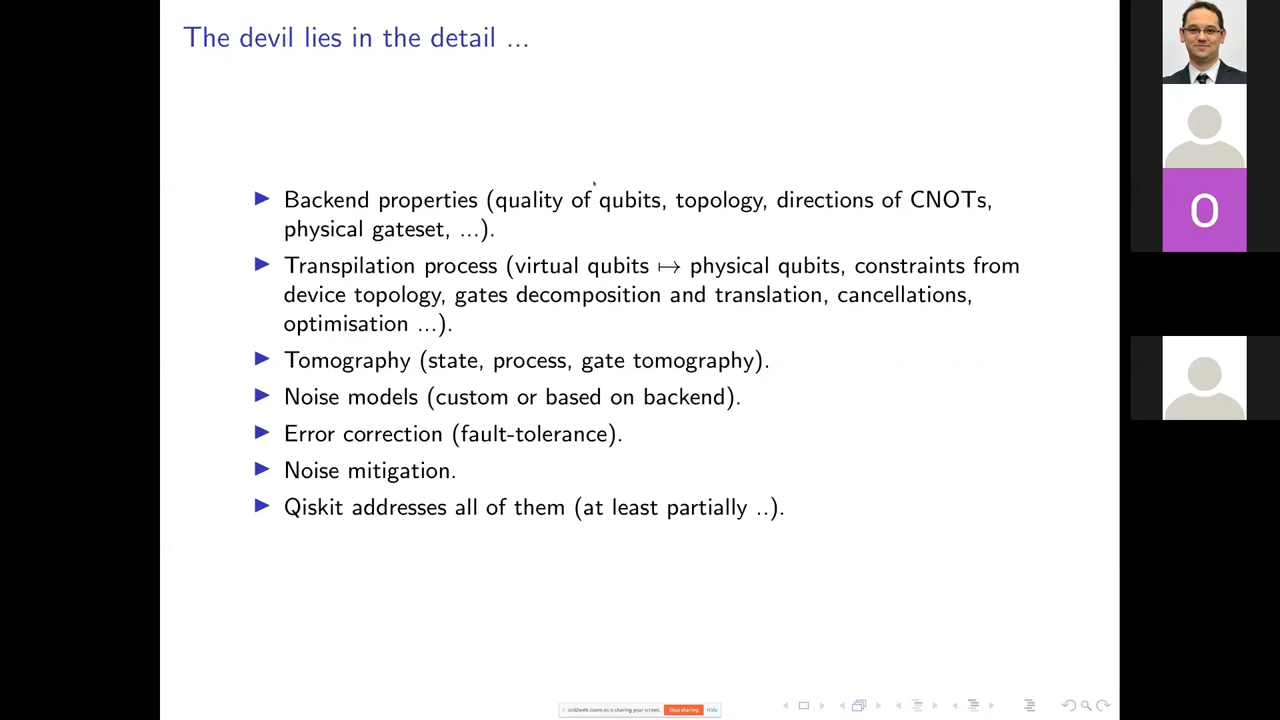 The devil lies in the detail ...
Backend properties (quality of qubits, topology, directions of CNOTs,
physical gateset, ...).
Transpilation process (virtual qubits ↦ physical qubits, constraints from
device topology, gates decomposition and translation, cancellations,
optimisation ...).
Tomography (state, process, gate tomography).
Noise models (custom or based on backend).
Error correction (fault-tolerance).
Noise mitigation.
Qiskit addresses all of them (at least partially ..).
O
us02web.zoom.us is sharing your screen. Stop sharing Hide